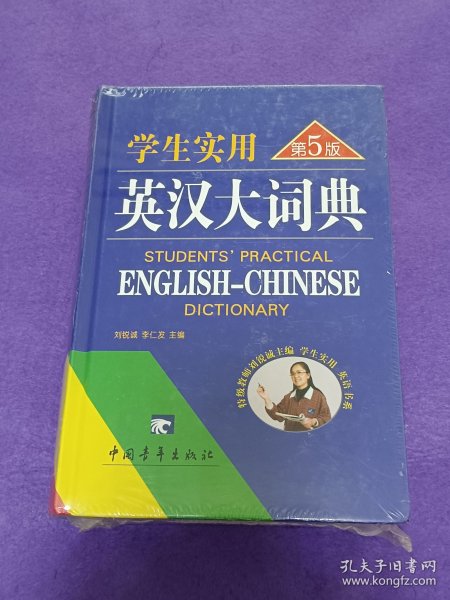 学生实用
第5版
英汉大词典
STUDENTS' PRACTICAL
ENGLISH-CHINESE
DICTIONARY
刘锐诚 李仁发 主编
特级教师刘锐诚主编 学生实用 英语书系
中国青年出版社
孔夫子旧书网
www.kongfz.com